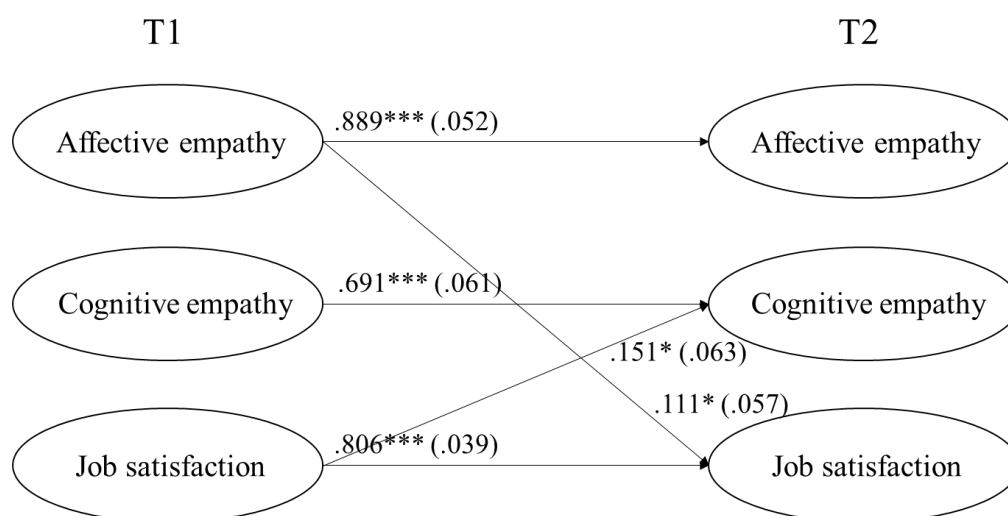 T1 T2
.889*** (.052)
Affective empathy Affective empathy
.691*** (.061)
Cognitive empathy Cognitive empathy
.151* (.063)
.111* (.057)
.806*** (.039)
Job satisfaction Job satisfaction